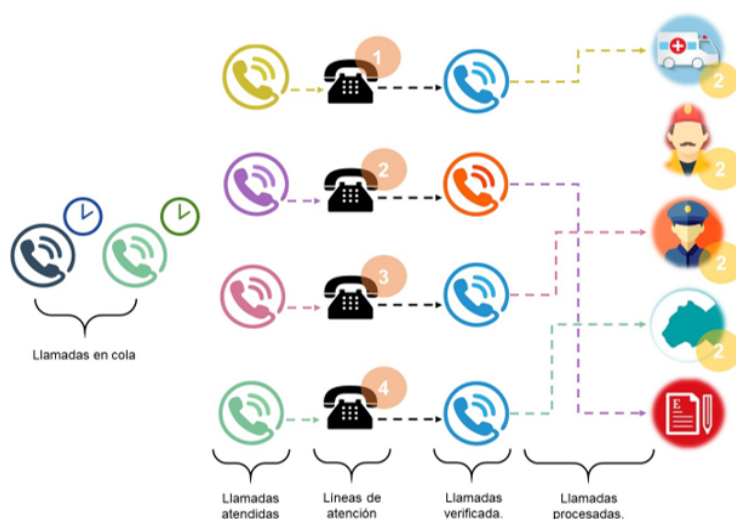 1
2
2
2
3
2
Llamadas en cola
2
4
E
Llamadas
atendidas
Líneas de
atención
Llamadas
verificada.
Llamadas
procesadas.